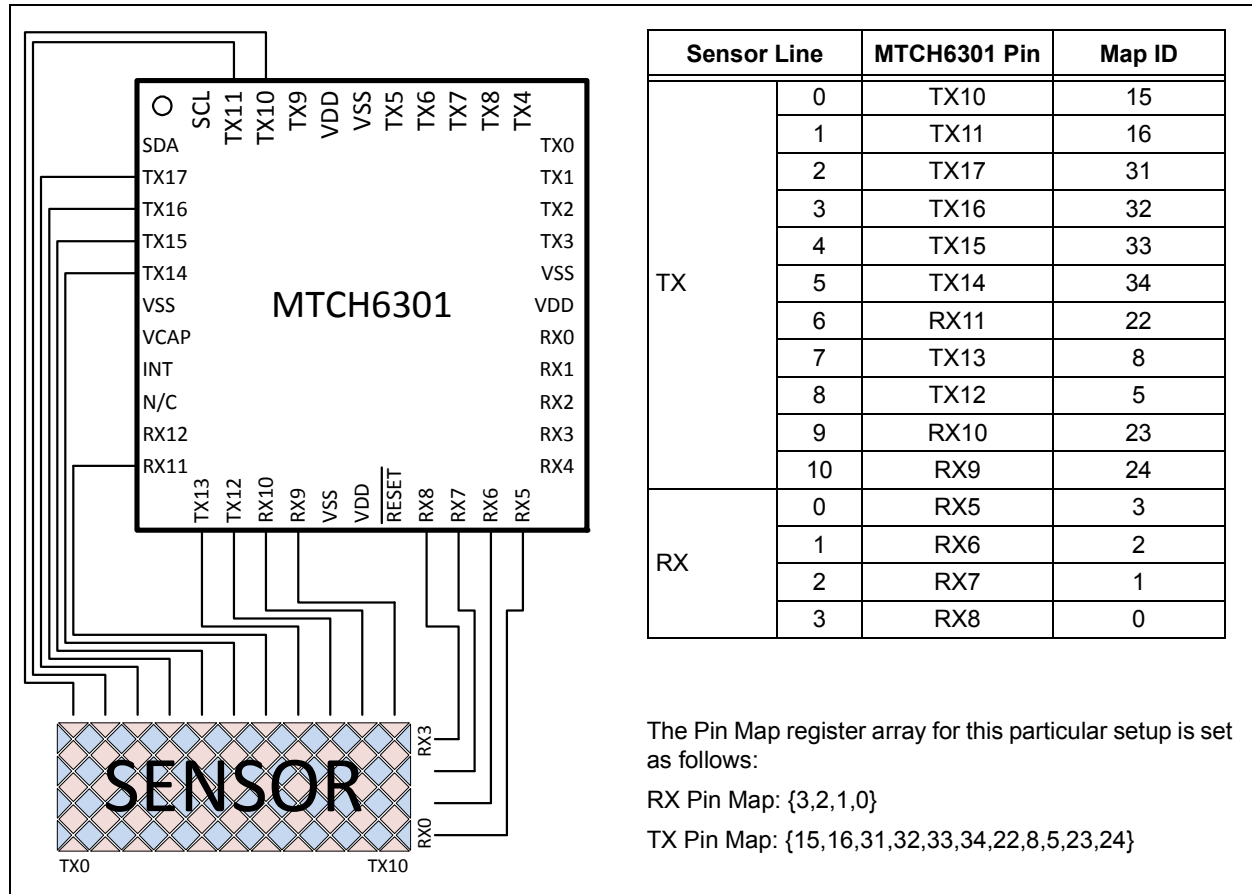 SCL
TX11
TX10
TX9
VDD
VSS
TX5
TX6
TX7
TX8
TX4
SDA
TX17
TX16
TX15
TX14
VSS
VCAP
INT
N/C
RX12
RX11
MTCH6301
TX0
TX1
TX2
TX3
VSS
VDD
RX0
RX1
RX2
RX3
RX4
TX13
TX12
RX10
RX9
VSS
VDD
RESET
RX8
RX7
RX6
RX5
SENSOR
RX3
RX0
TX0
TX10
Sensor Line MTCH6301 Pin Map ID
TX
0 TX10 15
1 TX11 16
2 TX17 31
3 TX16 32
4 TX15 33
5 TX14 34
6 RX11 22
7 TX13 8
8 TX12 5
9 RX10 23
10 RX9 24
RX
0 RX5 3
1 RX6 2
2 RX7 1
3 RX8 0
The Pin Map register array for this particular setup is set
as follows:
RX Pin Map: {3,2,1,0}
TX Pin Map: {15,16,31,32,33,34,22,8,5,23,24}